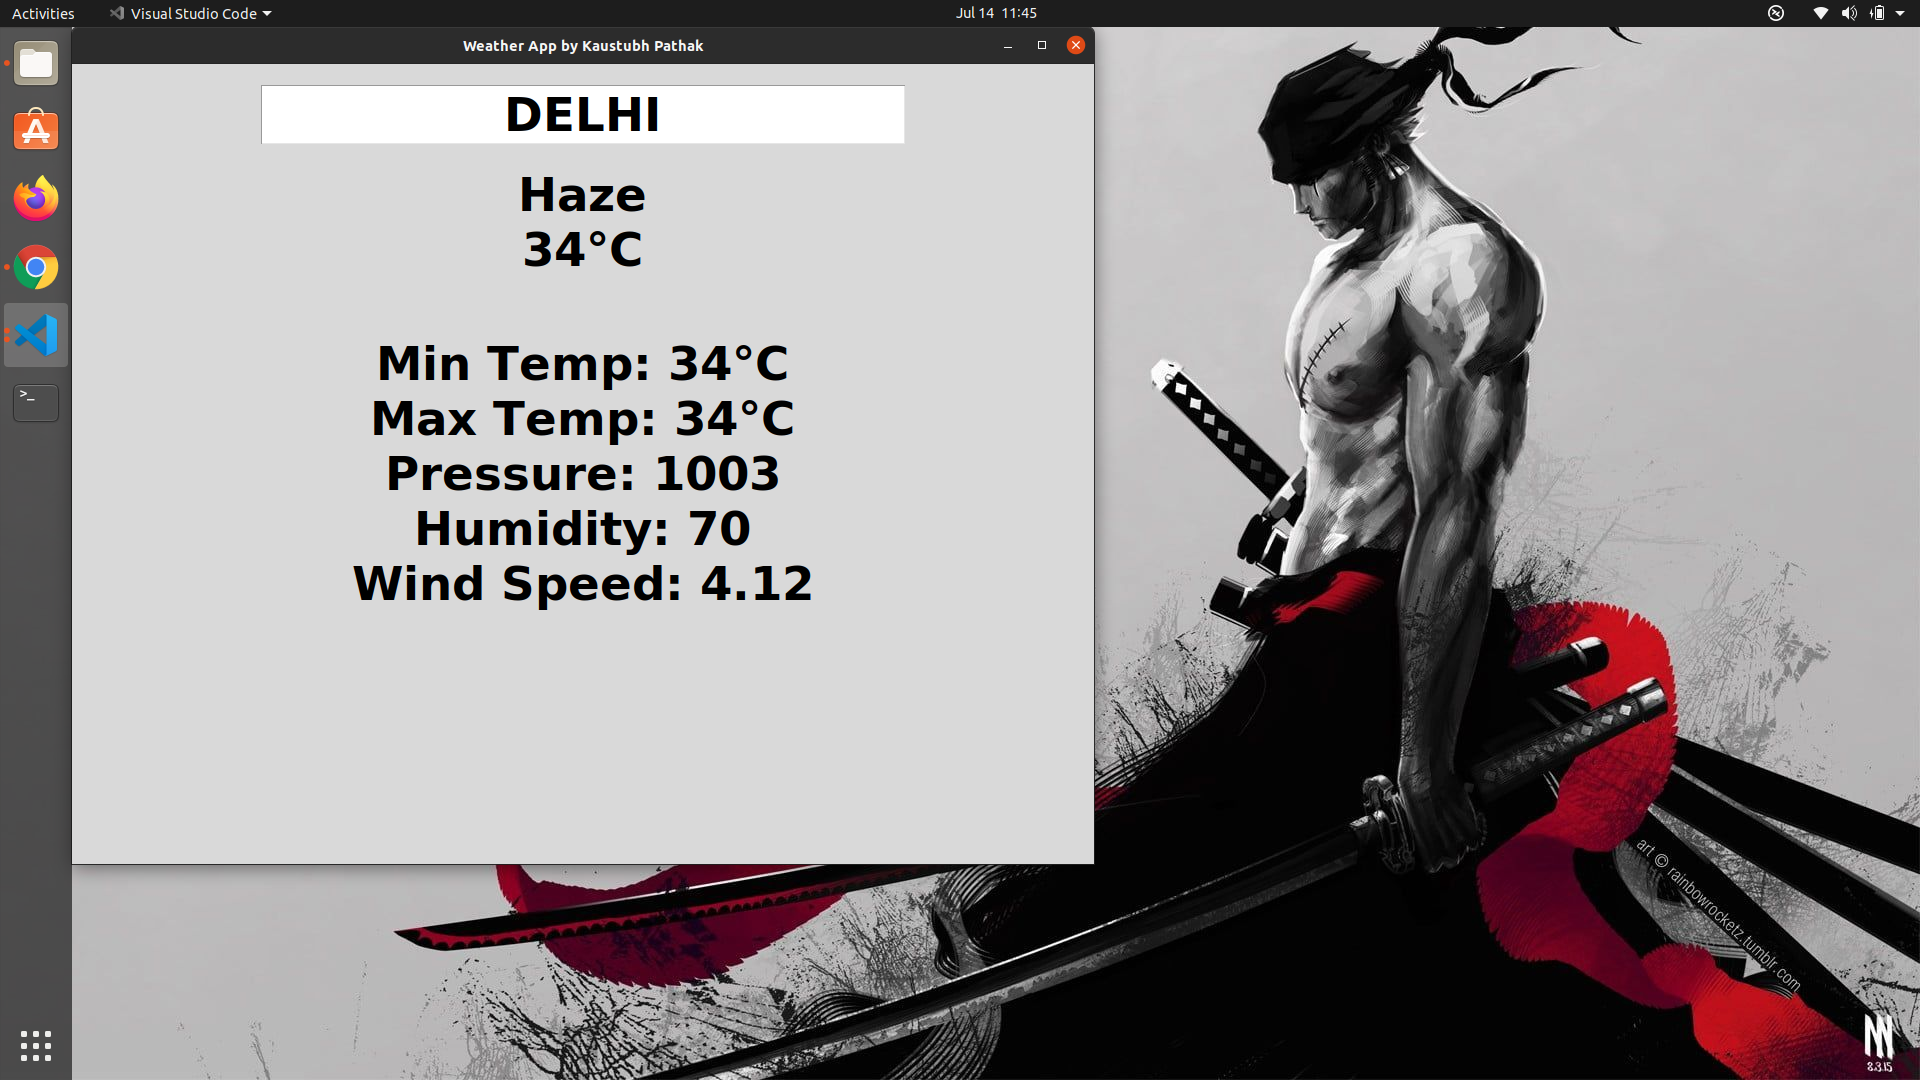 Activities
Visual Studio Code
Jul 14 11:45
Weather App by Kaustubh Pathak
DELHI
Haze
34°C
Min Temp: 34°C
Max Temp: 34°C
Pressure: 1003
Humidity: 70
Wind Speed: 4.12
>_
art © rainbowrocketz.tumblr.com
8.3.15